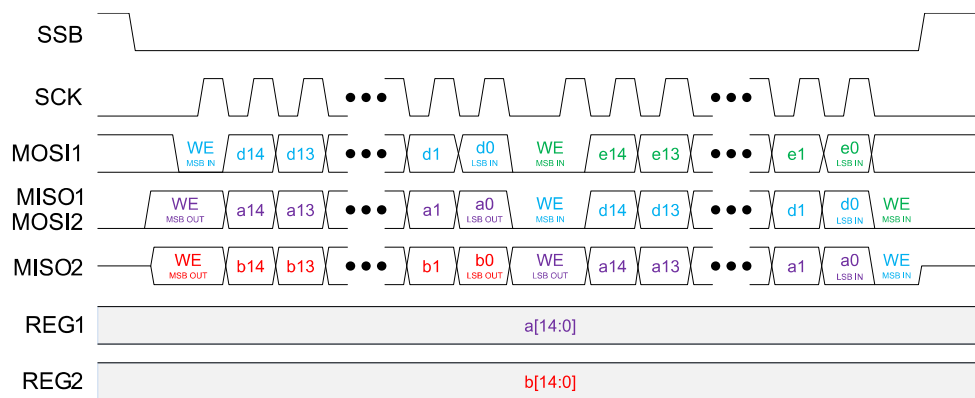 SSB
SCK
MOSI1 WE MSB IN d14 d13 d1 d0 LSB IN WE MSB IN e14 e13 e1 e0 LSB IN
MISO1 MOSI2 WE MSB OUT a14 a13 a1 a0 LSB OUT WE MSB IN d14 d13 d1 d0 LSB IN WE MSB IN
MISO2 WE MSB OUT b14 b13 b1 b0 LSB OUT WE LSB OUT a14 a13 a1 a0 LSB IN WE MSB IN
REG1 a[14:0]
REG2 b[14:0]